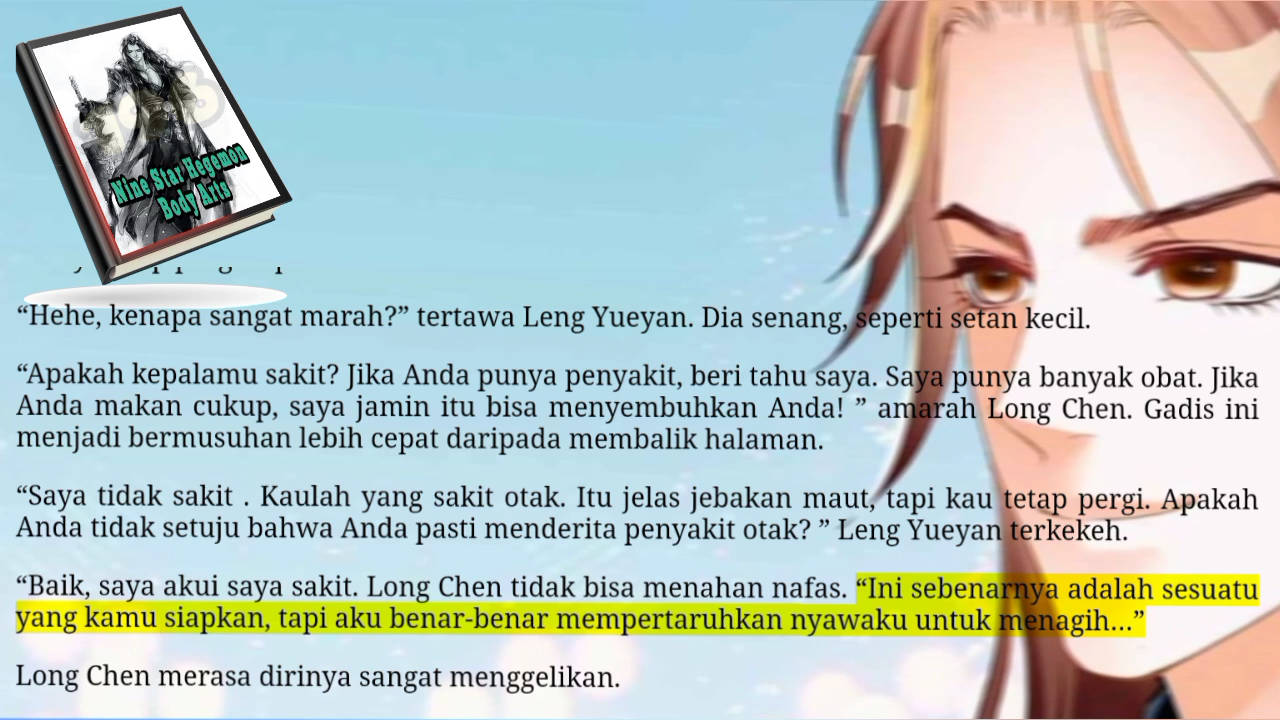 Nine Star Hegemon
Body Arts
“Hehe, kenapa sangat marah?” tertawa Leng Yueyan. Dia senang, seperti setan kecil.
“Apakah kepalamu sakit? Jika Anda punya penyakit, beri tahu saya. Saya punya banyak obat. Jika
Anda makan cukup, saya jamin itu bisa menyembuhkan Anda! ” amarah Long Chen. Gadis ini
menjadi bermusuhan lebih cepat daripada membalik halaman.
“Saya tidak sakit . Kaulah yang sakit otak. Itu jelas jebakan maut, tapi kau tetap pergi. Apakah
Anda tidak setuju bahwa Anda pasti menderita penyakit otak? ” Leng Yueyan terkekeh.
“Baik, saya akui saya sakit. Long Chen tidak bisa menahan nafas. “Ini sebenarnya adalah sesuatu
yang kamu siapkan, tapi aku benar-benar mempertaruhkan nyawaku untuk menagih...”
Long Chen merasa dirinya sangat menggelikan.